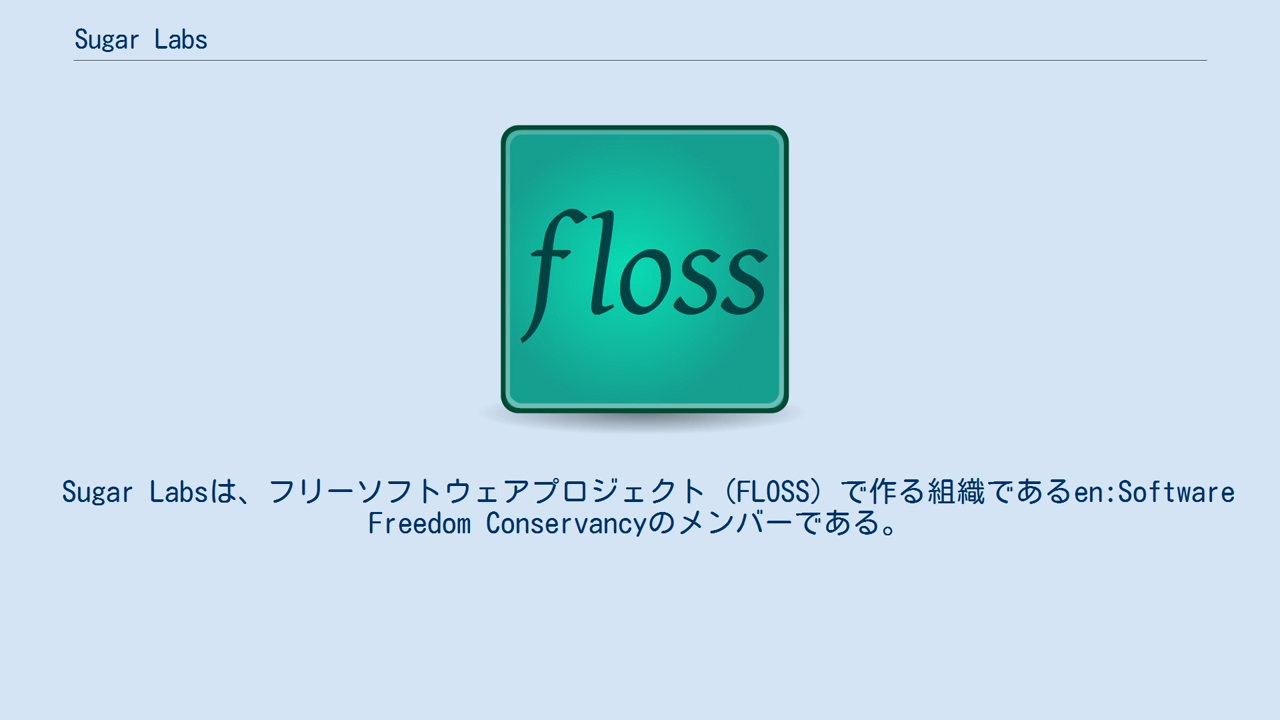 Sugar Labs
floss
Sugar Labsは、フリーソフトウェアプロジェクト（FLOSS）で作る組織であるen:Software
Freedom Conservancyのメンバーである。